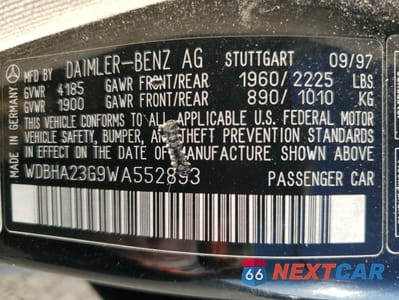 MADE IN GERMANY
MFD BY DAIMLER-BENZ AG STUTTGART 09/97
GVWR 4185 GAWR FRONT/REAR 1960/2225 LBS
GVWR 1900 GAWR FRONT/REAR 890/1010 KG
THIS VEHICLE CONFORMS TO ALL APPLICABLE U.S. FEDERAL MOTOR
VEHICLE SAFETY, BUMPER, AND THEFT PREVENTION STANDARDS
IN EFFECT ON THE DATE OF MANUFACTURE SHOWN ABOVE.
WDBHA23G9WA552893 PASSENGER CAR
66 NEXTCAR